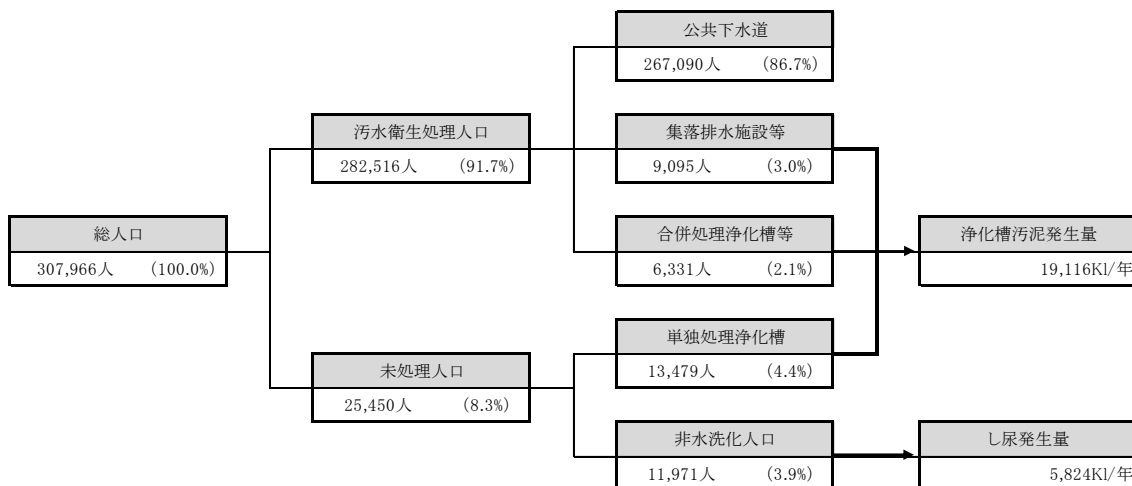 公共下水道
267,090人 (86.7%)
汚水衛生処理人口
282,516人 (91.7%)
集落排水施設等
9,095人 (3.0%)
総人口
307,966人 (100.0%)
合併処理浄化槽等
6,331人 (2.1%)
浄化槽汚泥発生量
19,116Kl/年
単独処理浄化槽
13,479人 (4.4%)
未処理人口
25,450人 (8.3%)
非水洗化人口
11,971人 (3.9%)
し尿発生量
5,824Kl/年